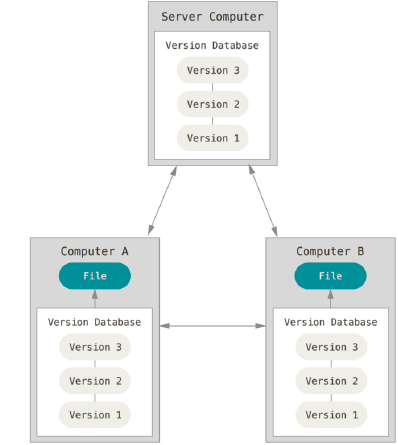 Server Computer
Version Database
Version 3
Version 2
Version 1
Computer A
File
Version Database
Version 3
Version 2
Version 1
Computer B
File
Version Database
Version 3
Version 2
Version 1